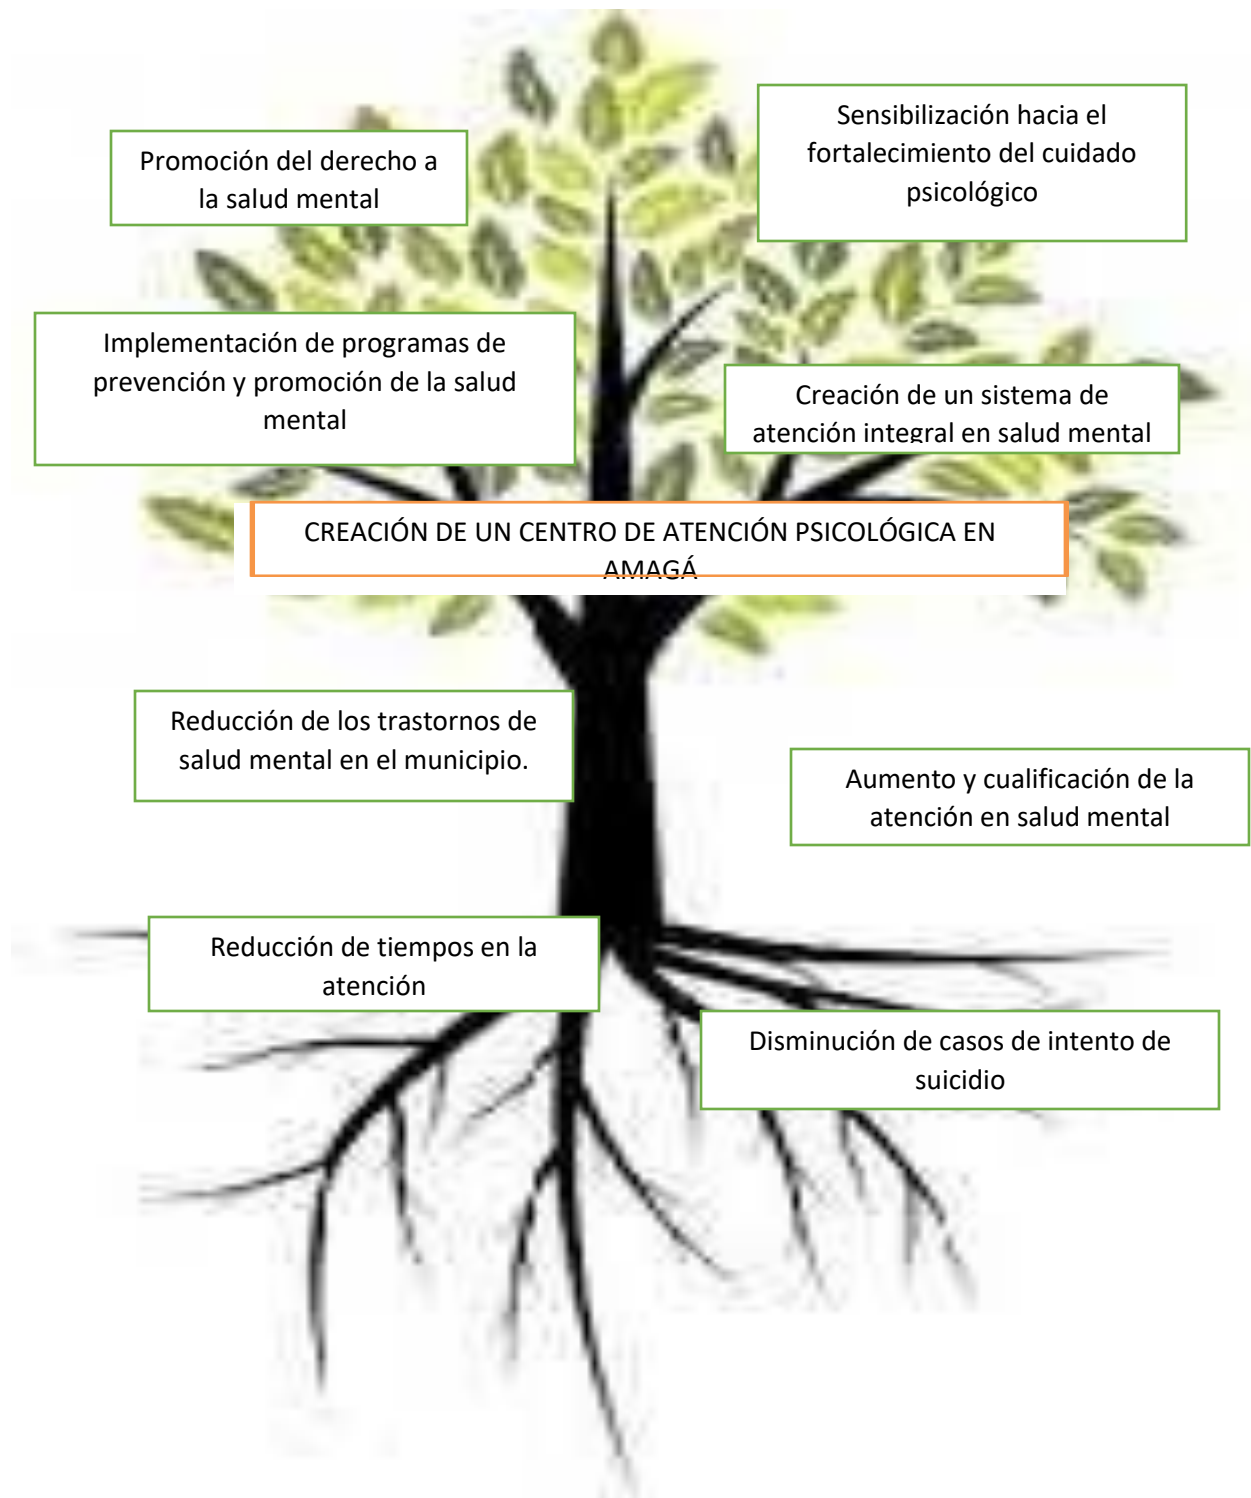 Promoción del derecho a
la salud mental
Sensibilización hacia el
fortalecimiento del cuidado
psicológico
Implementación de programas de
prevención y promoción de la salud
mental
Creación de un sistema de
atención integral en salud mental
CREACIÓN DE UN CENTRO DE ATENCIÓN PSICOLÓGICA EN
AMAGÁ
Reducción de los trastornos de
salud mental en el municipio.
Aumento y cualificación de la
atención en salud mental
Reducción de tiempos en la
atención
Disminución de casos de intento de
suicidio